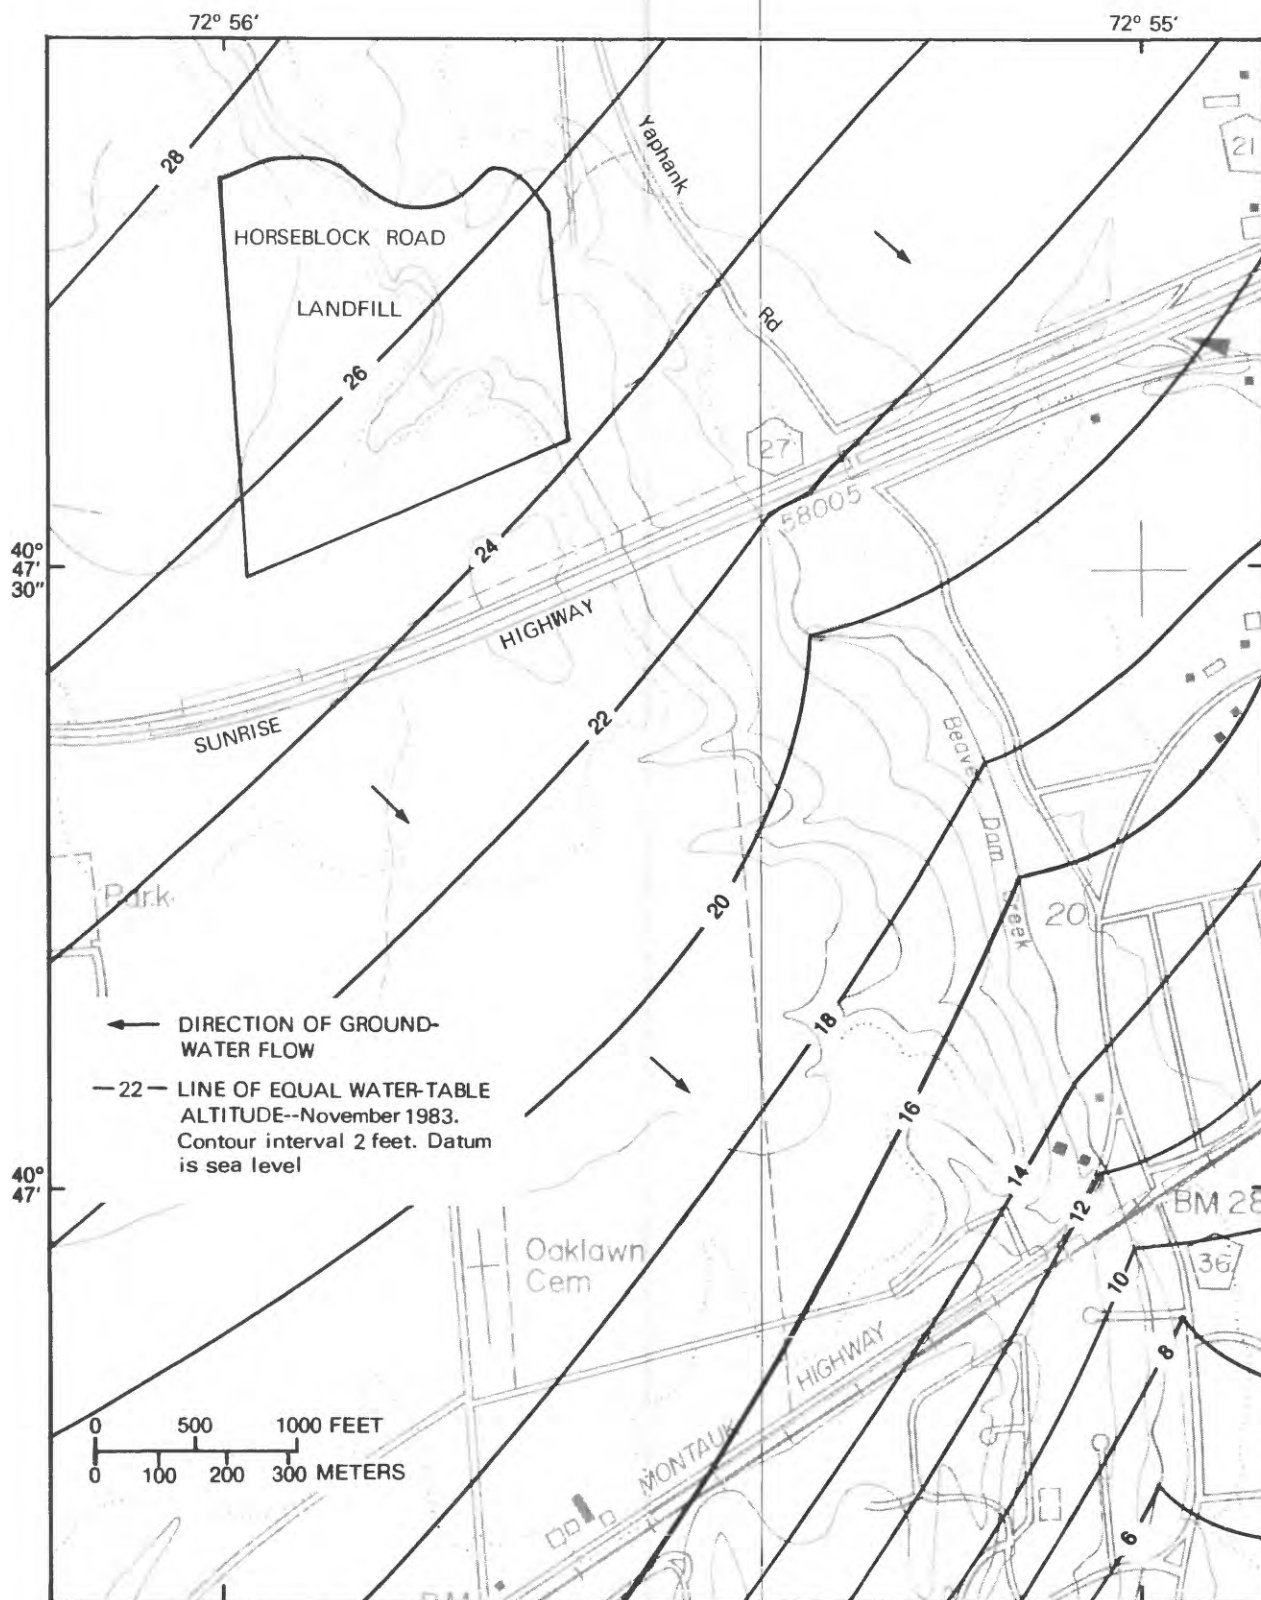 72° 56′
72° 55′
28
Yaphank
Rd
21
HORSEBLOCK ROAD
LANDFILL
26
27
58005
24
40°
47′
30″
HIGHWAY
SUNRISE
22
Beaver
Dam
Creek
Park
20
20
DIRECTION OF GROUND-
WATER FLOW
18
—22— LINE OF EQUAL WATER-TABLE
ALTITUDE--November 1983.
Contour interval 2 feet. Datum
is sea level
16
14
12
40°
47′
BM 28
Oaklawn
Cem
36
10
8
HIGHWAY
MONTAUK
0 500 1000 FEET
0 100 200 300 METERS
6
BM